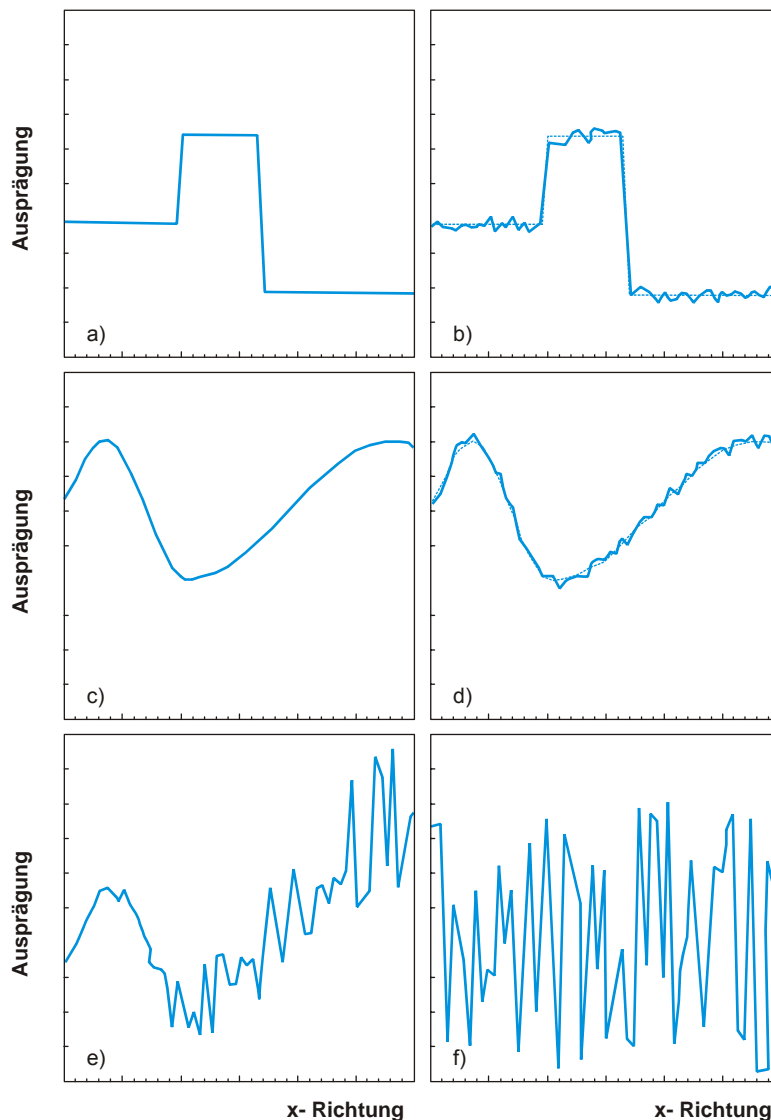 Ausprägung
a)
b)
Ausprägung
c)
d)
Ausprägung
e)
f)
x- Richtung
x- Richtung